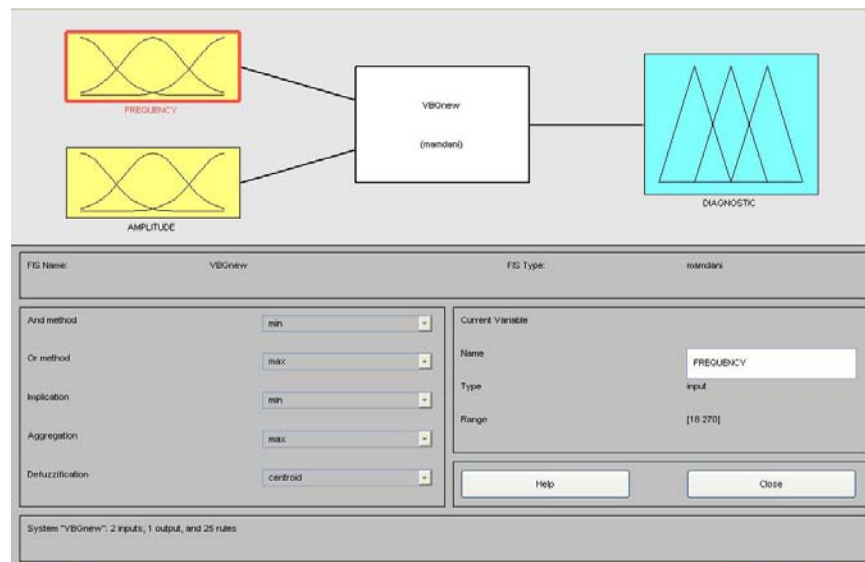 FREQUENCY
AMPLITUDE
VBGnew
(mamdani)
DIAGNOSTIC
FIS Name: VBGnew FIS Type: mamdani
And method min
Or method max
Implication min
Aggregation max
Defuzzification centroid
Current Variable
Name FREQUENCY
Type input
Range [18 270]
Help Close
System "VBGnew": 2 inputs, 1 output, and 25 rules